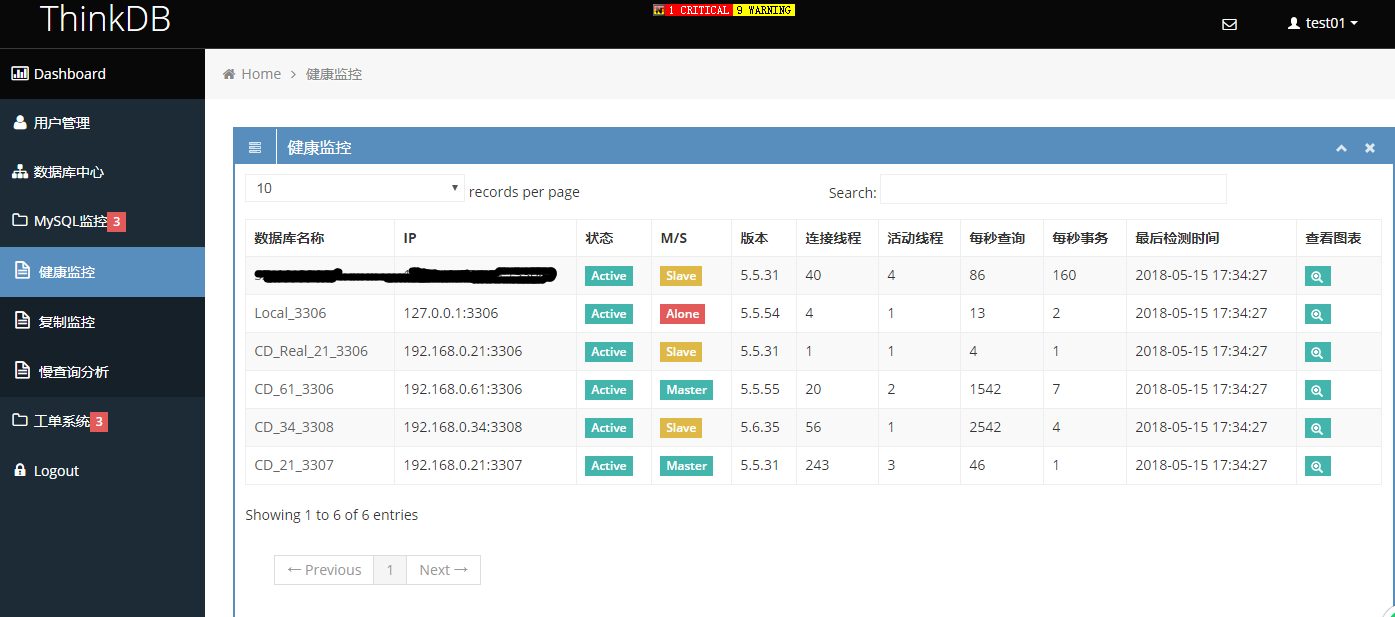 ThinkDB
1 CRITICAL 9 WARNING
test01
Dashboard
Home > 健康监控
用户管理
数据库中心
MySQL监控 3
健康监控
复制监控
慢查询分析
工单系统 3
Logout
健康监控
10 records per page
Search:
数据库名称 IP 状态 M/S 版本 连接线程 活动线程 每秒查询 每秒事务 最后检测时间 查看图表
Active Slave 5.5.31 40 4 86 160 2018-05-15 17:34:27
Local_3306 127.0.0.1:3306 Active Alone 5.5.54 4 1 13 2 2018-05-15 17:34:27
CD_Real_21_3306 192.168.0.21:3306 Active Slave 5.5.31 1 1 4 1 2018-05-15 17:34:27
CD_61_3306 192.168.0.61:3306 Active Master 5.5.55 20 2 1542 7 2018-05-15 17:34:27
CD_34_3308 192.168.0.34:3308 Active Slave 5.6.35 56 1 2542 4 2018-05-15 17:34:27
CD_21_3307 192.168.0.21:3307 Active Master 5.5.31 243 3 46 1 2018-05-15 17:34:27
Showing 1 to 6 of 6 entries
← Previous 1 Next →